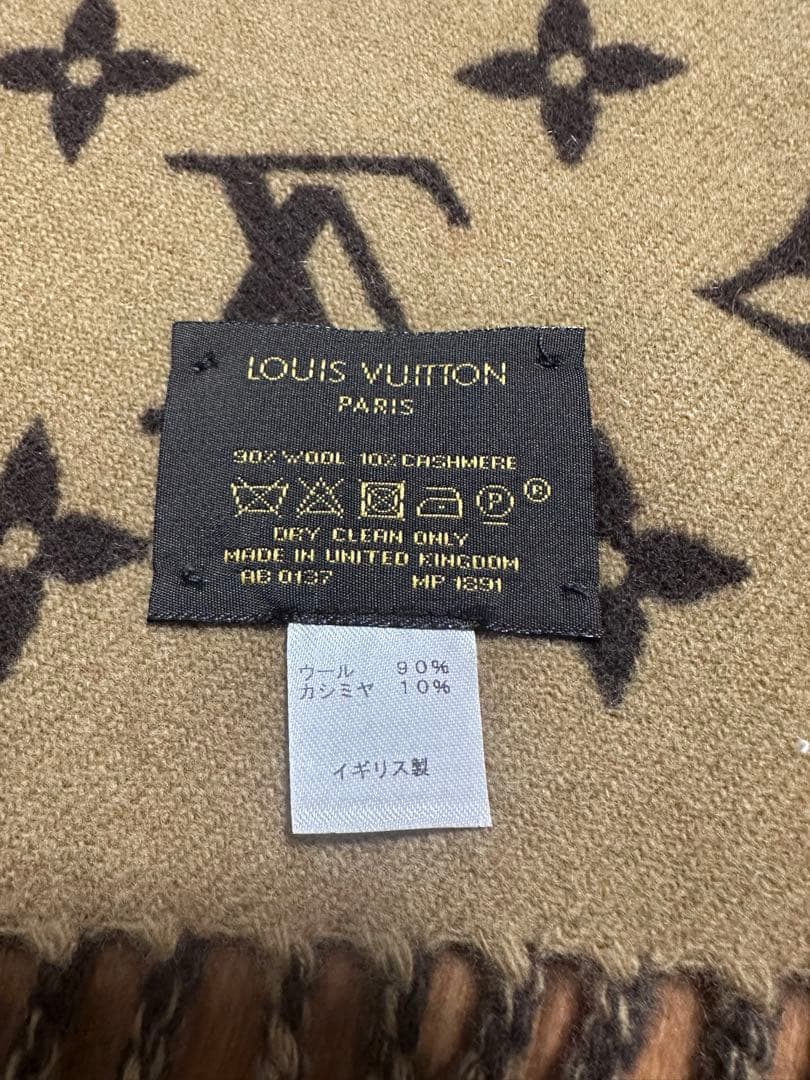 LOUIS VUITTON
PARIS
90% WOOL 10% CASHMERE
P ®
DRY CLEAN ONLY
MADE IN UNITED KINGDOM
AB 0137 MP 1891
ウール 90%
カシミヤ 10%
イギリス製